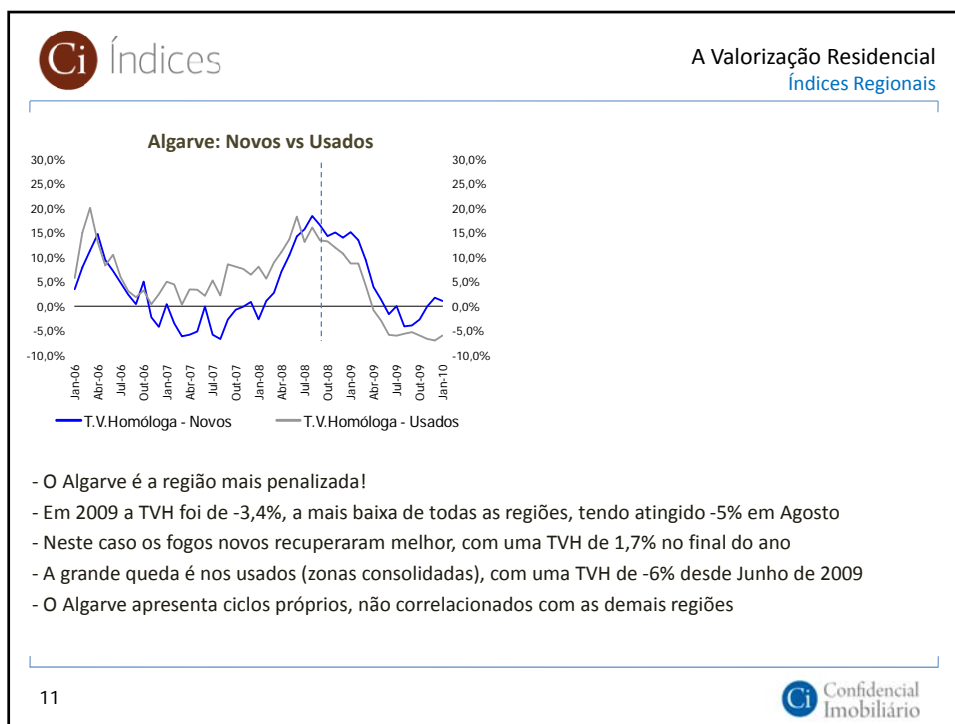 Ci Índices
A Valorização Residencial
Índices Regionais
Algarve: Novos vs Usados
30,0% 30,0%
25,0% 25,0%
20,0% 20,0%
15,0% 15,0%
10,0% 10,0%
5,0% 5,0%
0,0% 0,0%
-5,0% -5,0%
-10,0% -10,0%
Jan-06 Abr-06 Jul-06 Out-06 Jan-07 Abr-07 Jul-07 Out-07 Jan-08 Abr-08 Jul-08 Out-08 Jan-09 Abr-09 Jul-09 Out-09 Jan-10
T.V.Homóloga - Novos T.V.Homóloga - Usados
- O Algarve é a região mais penalizada!
- Em 2009 a TVH foi de -3,4%, a mais baixa de todas as regiões, tendo atingido -5% em Agosto
- Neste caso os fogos novos recuperaram melhor, com uma TVH de 1,7% no final do ano
- A grande queda é nos usados (zonas consolidadas), com uma TVH de -6% desde Junho de 2009
- O Algarve apresenta ciclos próprios, não correlacionados com as demais regiões
11
Ci Confidencial
Imobiliário